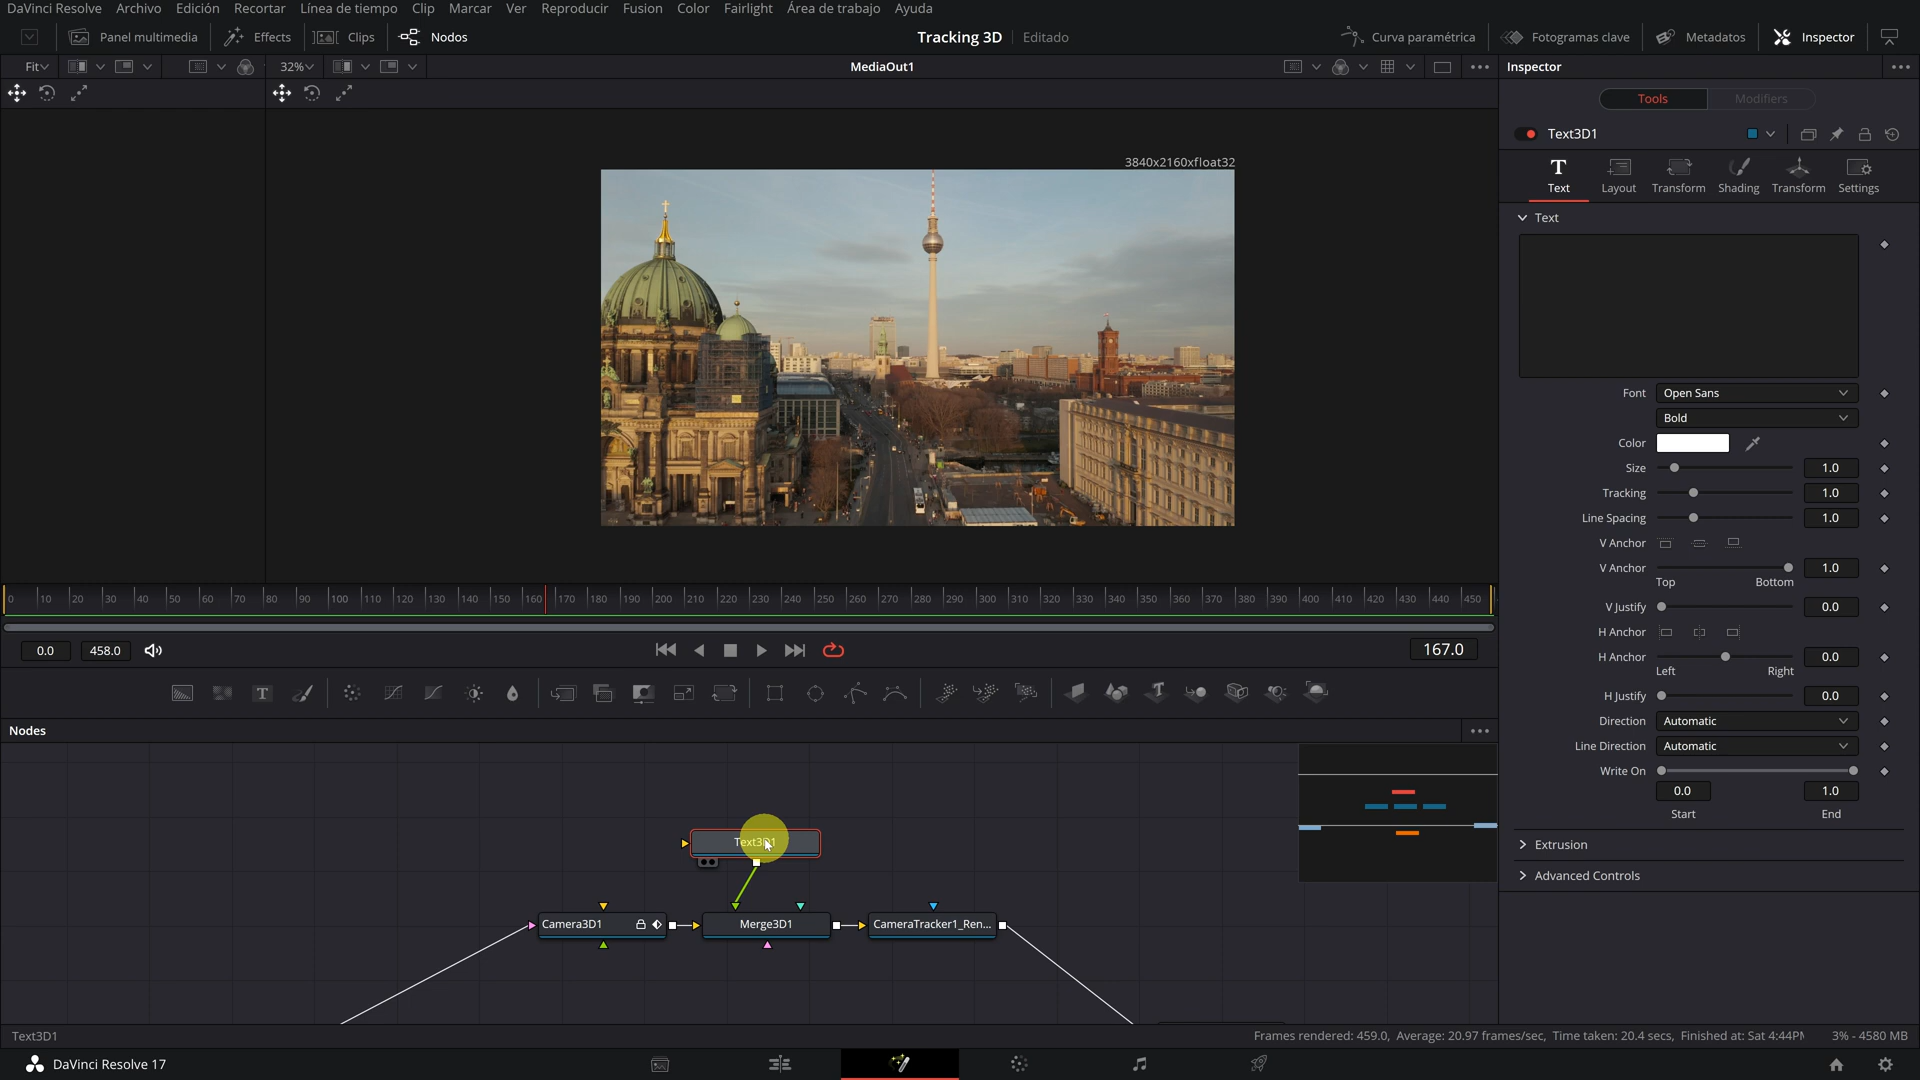 DaVinci Resolve Archivo Edición Recortar Línea de tiempo Clip Marcar Ver Reproducir Fusion Color Fairlight Área de trabajo Ayuda
Panel multimedia Effects Clips Nodos Tracking 3D Editado Curva paramétrica Fotogramas clave Metadatos Inspector
Fit 32% MediaOut1 Inspector
Tools Modifiers
Text3D1
3840x2160xfloat32
Text Layout Transform Shading Transform Settings
Text
Font Open Sans
Bold
Color
Size 1.0
Tracking 1.0
Line Spacing 1.0
V Anchor
V Anchor 1.0
Top Bottom
V Justify 0.0
H Anchor
H Anchor 0.0
Left Right
H Justify 0.0
Direction Automatic
Line Direction Automatic
Write On
0.0 1.0
Start End
Extrusion
Advanced Controls
0 10 20 30 40 50 60 70 80 90 100 110 120 130 140 150 160 170 180 190 200 210 220 230 240 250 260 270 280 290 300 310 320 330 340 350 360 370 380 390 400 410 420 430 440 450
0.0 458.0 167.0
Nodes
Text3D1
Camera3D1 Merge3D1 CameraTracker1_Ren...
Text3D1 Frames rendered: 459.0, Average: 20.97 frames/sec, Time taken: 20.4 secs, Finished at: Sat 4:44PM 3% - 4580 MB
DaVinci Resolve 17